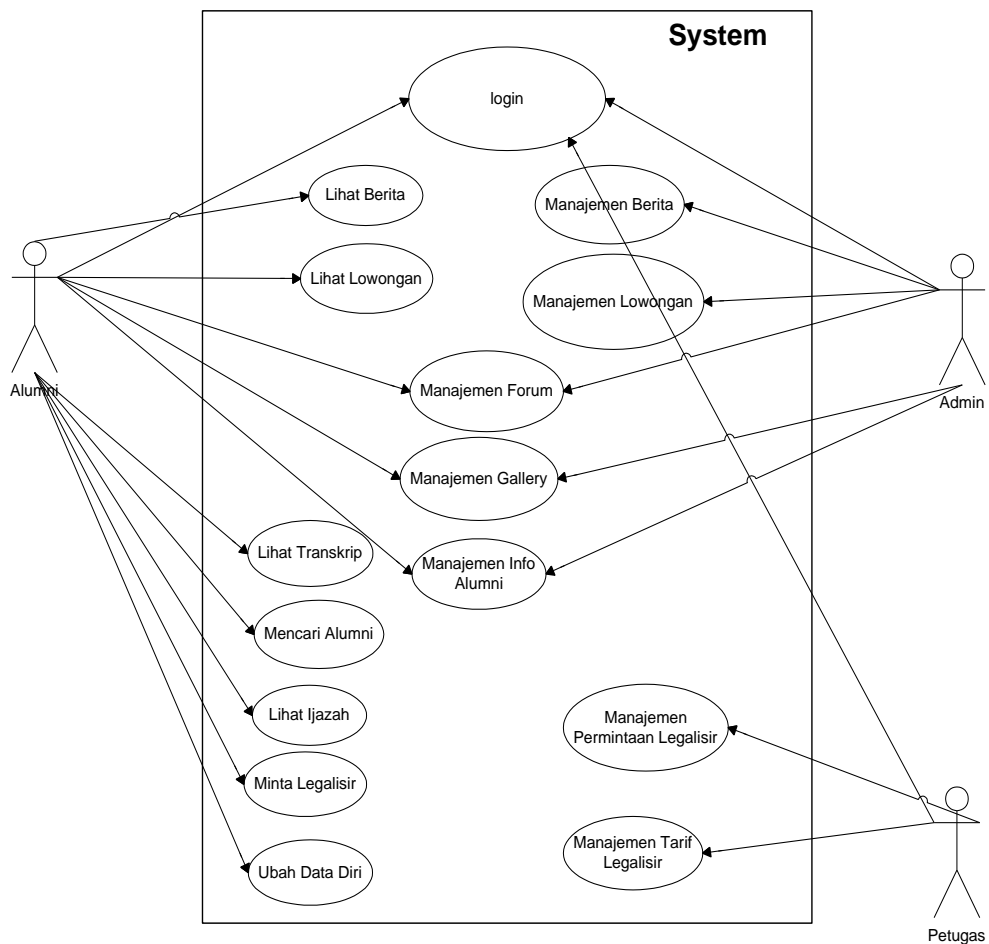 System
login
Lihat Berita
Manajemen Berita
Lihat Lowongan
Manajemen Lowongan
Alumni
Manajemen Forum
Admin
Manajemen Gallery
Lihat Transkrip
Manajemen Info
Alumni
Mencari Alumni
Lihat Ijazah
Manajemen
Permintaan Legalisir
Minta Legalisir
Manajemen Tarif
Legalisir
Ubah Data Diri
Petugas